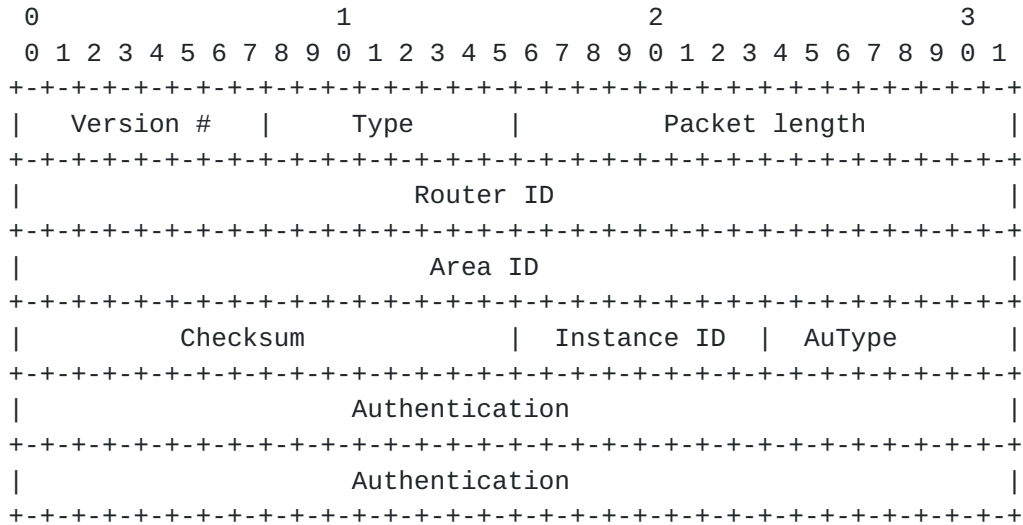 0                   1                   2                   3
 0 1 2 3 4 5 6 7 8 9 0 1 2 3 4 5 6 7 8 9 0 1 2 3 4 5 6 7 8 9 0 1
+-+-+-+-+-+-+-+-+-+-+-+-+-+-+-+-+-+-+-+-+-+-+-+-+-+-+-+-+-+-+-+-+
|   Version #   |     Type      |         Packet length         |
+-+-+-+-+-+-+-+-+-+-+-+-+-+-+-+-+-+-+-+-+-+-+-+-+-+-+-+-+-+-+-+-+
|                         Router ID                             |
+-+-+-+-+-+-+-+-+-+-+-+-+-+-+-+-+-+-+-+-+-+-+-+-+-+-+-+-+-+-+-+-+
|                          Area ID                              |
+-+-+-+-+-+-+-+-+-+-+-+-+-+-+-+-+-+-+-+-+-+-+-+-+-+-+-+-+-+-+-+-+
|          Checksum             |  Instance ID  |  AuType       |
+-+-+-+-+-+-+-+-+-+-+-+-+-+-+-+-+-+-+-+-+-+-+-+-+-+-+-+-+-+-+-+-+
|                     Authentication                            |
+-+-+-+-+-+-+-+-+-+-+-+-+-+-+-+-+-+-+-+-+-+-+-+-+-+-+-+-+-+-+-+-+
|                     Authentication                            |
+-+-+-+-+-+-+-+-+-+-+-+-+-+-+-+-+-+-+-+-+-+-+-+-+-+-+-+-+-+-+-+-+